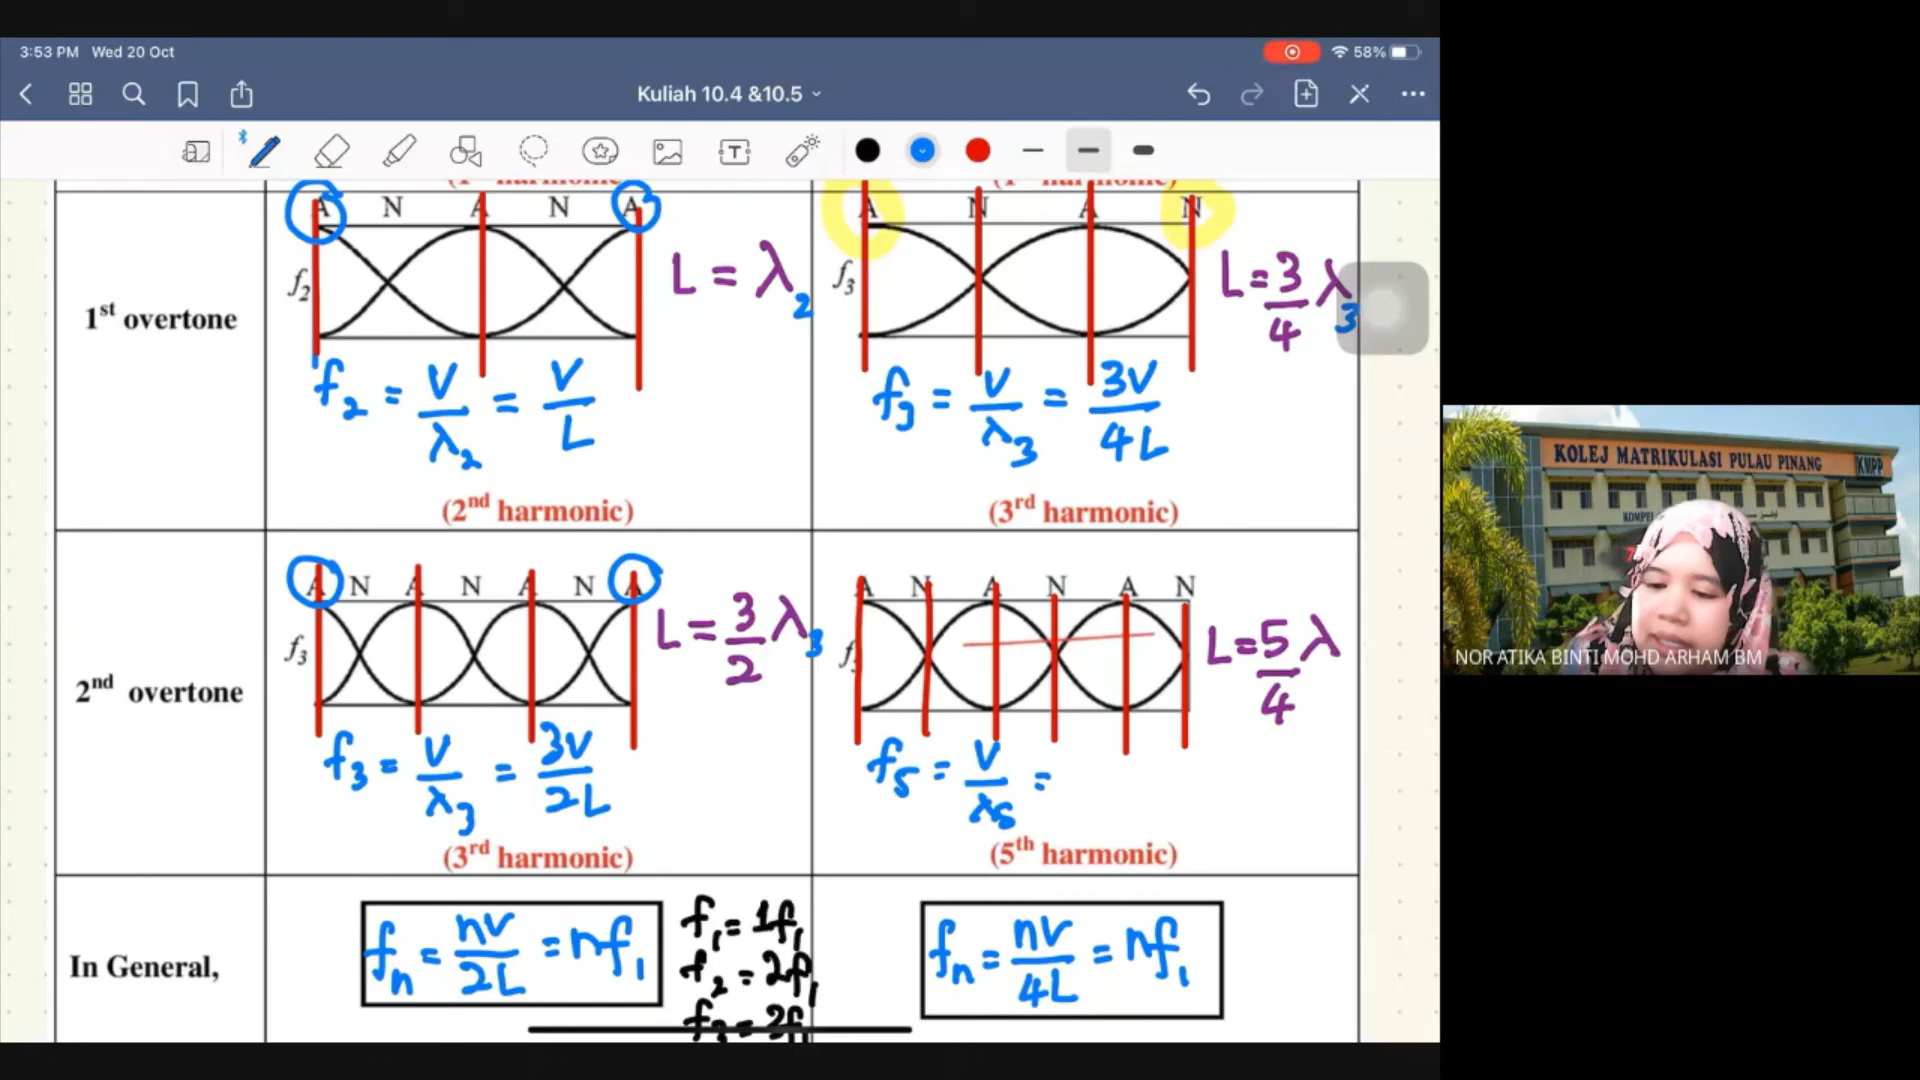 3:53 PM Wed 20 Oct
58%
Kuliah 10.4 &10.5
A N A N A
A N A N
f₂
L = λ₂
f₃
L = 3/4 λ₃
1st overtone
f₂ = V/λ₂ = V/L
f₃ = V/λ₃ = 3V/4L
(2nd harmonic)
(3rd harmonic)
A N A N A N A
A N A N A N
f₃
L = 3/2 λ₃
L = 5/4 λ
2nd overtone
f₃ = V/λ₃ = 3V/2L
f₅ = V/λ₅ =
(3rd harmonic)
(5th harmonic)
In General,
fₙ = nV/2L = nf₁
f₁ = 1f₁
f₂ = 2f₁
fₙ = nV/4L = nf₁
KOLEJ MATRIKULASI PULAU PINANG KMPP
NOR ATIKA BINTI MOHD ARHAM BM